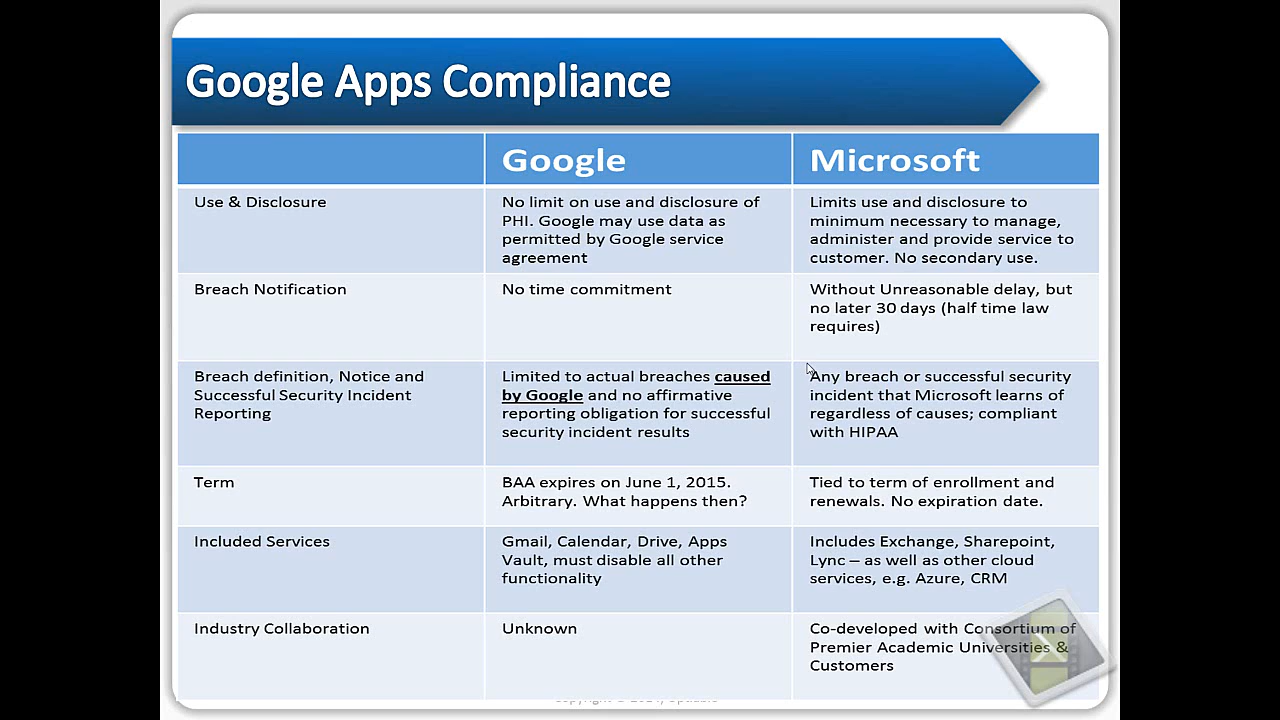 Google Apps Compliance
Google
Microsoft
Use & Disclosure
No limit on use and disclosure of
PHI. Google may use data as
permitted by Google service
agreement
Limits use and disclosure to
minimum necessary to manage,
administer and provide service to
customer. No secondary use.
Breach Notification
No time commitment
Without Unreasonable delay, but
no later 30 days (half time law
requires)
Breach definition, Notice and
Successful Security Incident
Reporting
Limited to actual breaches caused
by Google and no affirmative
reporting obligation for successful
security incident results
Any breach or successful security
incident that Microsoft learns of
regardless of causes; compliant
with HIPAA
Term
BAA expires on June 1, 2015.
Arbitrary. What happens then?
Tied to term of enrollment and
renewals. No expiration date.
Included Services
Gmail, Calendar, Drive, Apps
Vault, must disable all other
functionality
Includes Exchange, Sharepoint,
Lync – as well as other cloud
services, e.g. Azure, CRM
Industry Collaboration
Unknown
Co-developed with Consortium of
Premier Academic Universities &
Customers